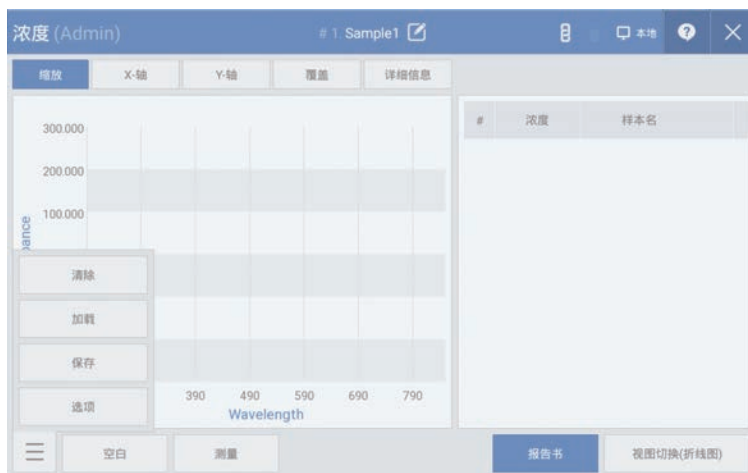 浓度 (Admin)
# 1. Sample1
本地
?
缩放
X-轴
Y-轴
覆盖
详细信息
300.000
200.000
100.000
Wavelength
390
490
590
690
790
清除
加载
保存
选项
空白
测量
#
浓度
样本名
报告书
视图切换(折线图)